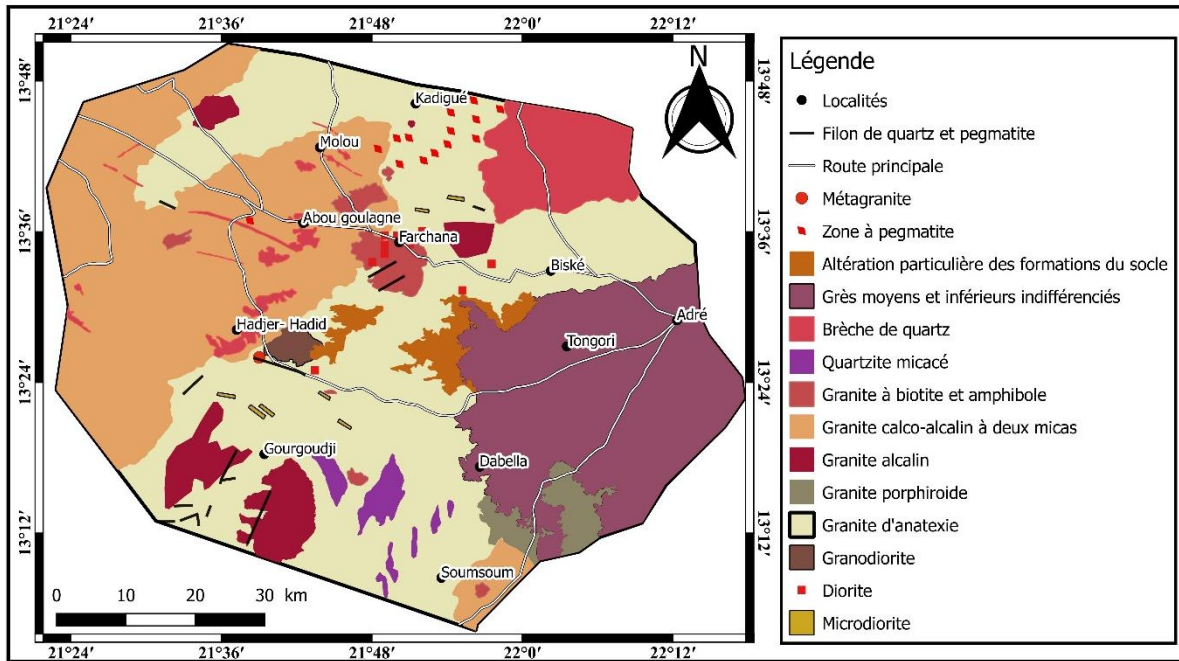 21°24′ 21°36′ 21°48′ 22°0′ 22°12′
N
13°48′ 13°48′
Kadigué
Molou
Abou goulagne
13°36′ 13°36′
Farchana
Biské
Adré
Hadjer- Hadid
Tongori
13°24′ 13°24′
Gourgoudji
Dabella
13°12′ 13°12′
Soumsoum
0 10 20 30 km
21°24′ 21°36′ 21°48′ 22°0′ 22°12′
Légende
Localités
Filon de quartz et pegmatite
Route principale
Métagranite
Zone à pegmatite
Altération particulière des formations du socle
Grès moyens et inférieurs indifférenciés
Brèche de quartz
Quartzite micacé
Granite à biotite et amphibole
Granite calco-alcalin à deux micas
Granite alcalin
Granite porphiroide
Granite d'anatexie
Granodiorite
Diorite
Microdiorite